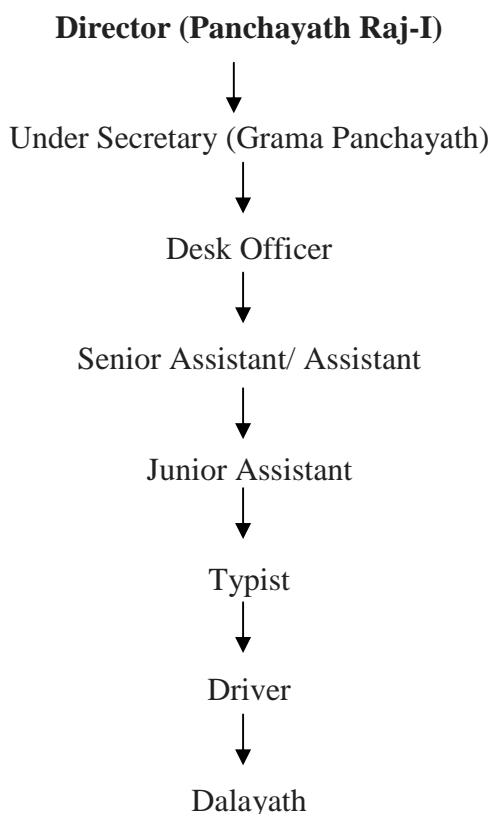 Director (Panchayath Raj-I)
Under Secretary (Grama Panchayath)
Desk Officer
Senior Assistant/ Assistant
Junior Assistant
Typist
Driver
Dalayath